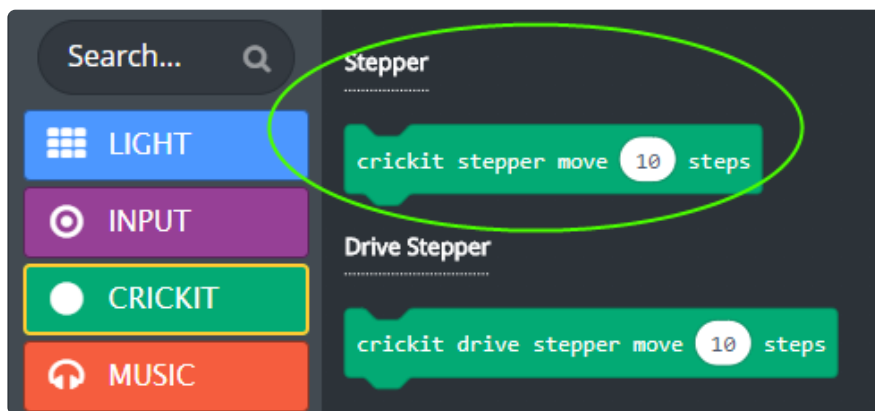 Search...
LIGHT
INPUT
CRICKIT
MUSIC
Stepper
crickit stepper move 10 steps
Drive Stepper
crickit drive stepper move 10 steps